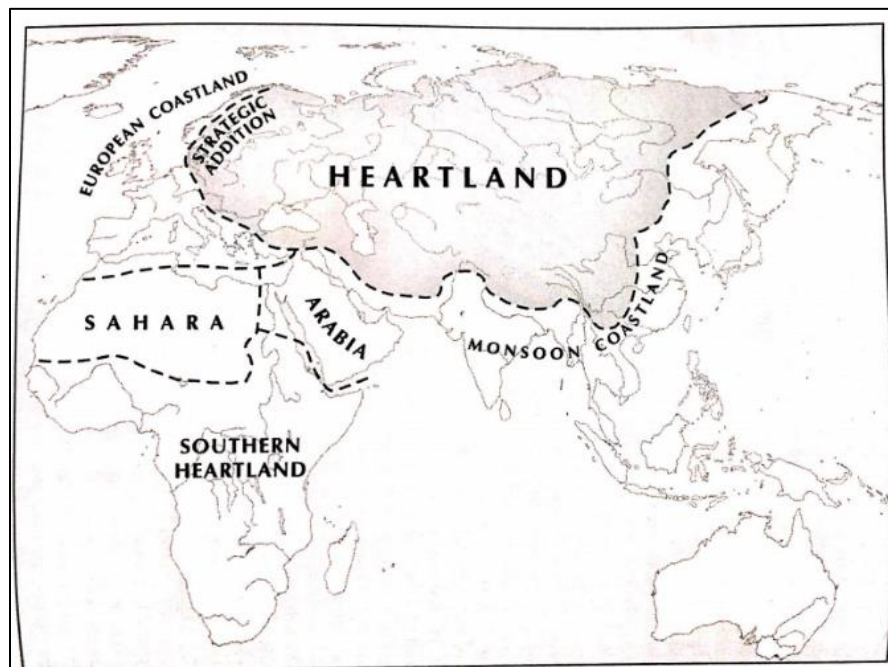 EUROPEAN COASTLAND
STRATEGIC
ADDITION
HEARTLAND
SAHARA
ARABIA
MONSOON COASTLAND
SOUTHERN
HEARTLAND